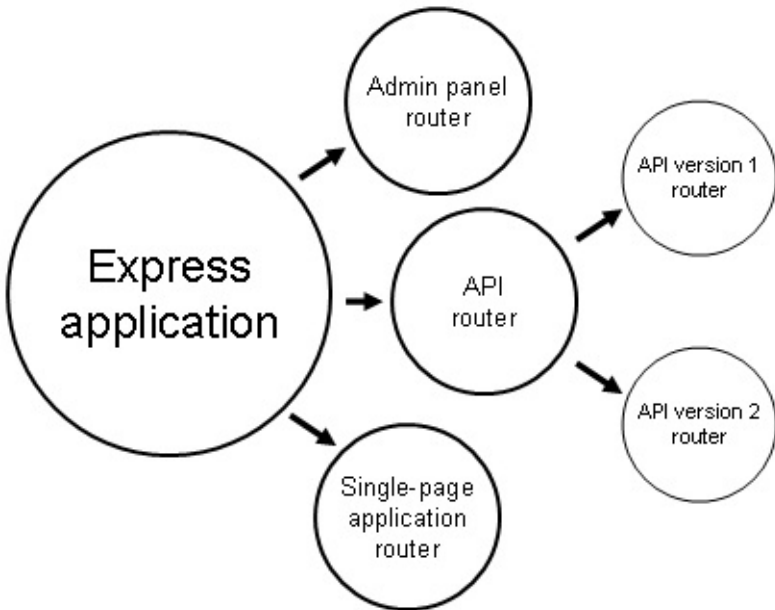 Admin panel
router
API version 1
router
Express
application
API
router
API version 2
router
Single-page
application
router